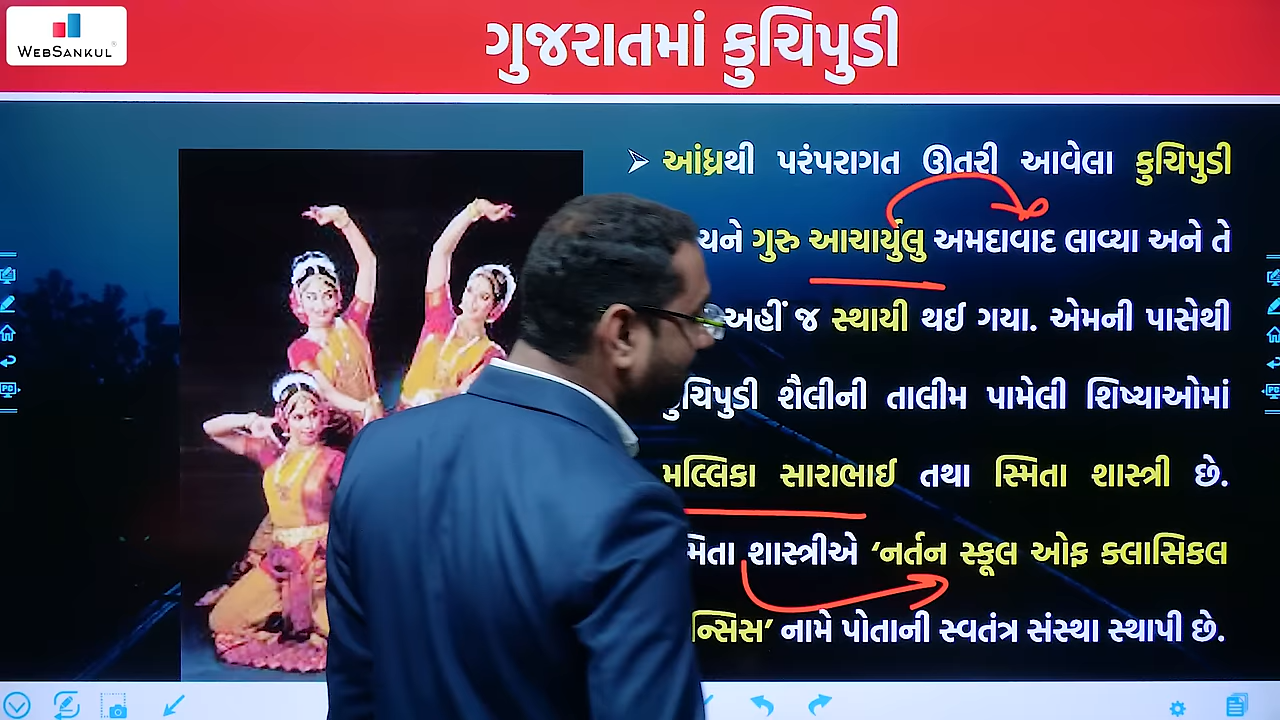 WEBSANKUL®
ગુજરાતમાં કુચિપુડી
➢ આંધ્રથી પરંપરાગત ઊતરી આવેલા કુચિપુડી
ગુરુ આચાર્યુલુ અમદાવાદ લાવ્યા અને તે
અહીં જ સ્થાયી થઈ ગયા. એમની પાસેથી
કુચિપુડી શૈલીની તાલીમ પામેલી શિષ્યાઓમાં
મલ્લિકા સારાભાઈ તથા સ્મિતા શાસ્ત્રી છે.
શાસ્ત્રીએ ‘નર્તન સ્કૂલ ઓફ ક્લાસિકલ
નામે પોતાની સ્વતંત્ર સંસ્થા સ્થાપી છે.